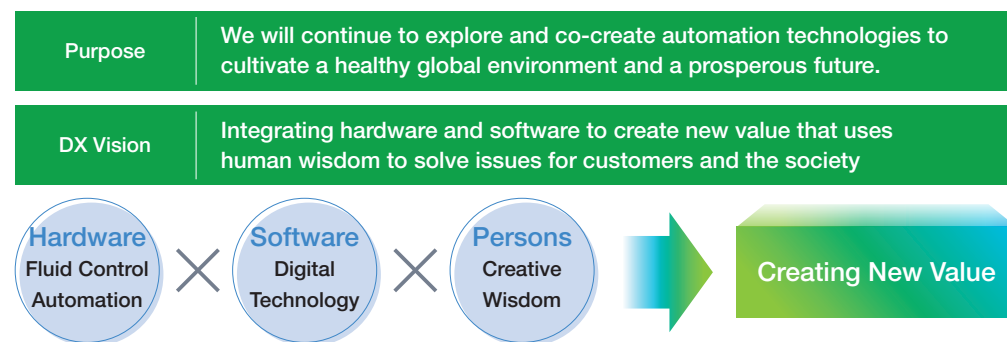 Purpose
We will continue to explore and co-create automation technologies to
cultivate a healthy global environment and a prosperous future.
DX Vision
Integrating hardware and software to create new value that uses
human wisdom to solve issues for customers and the society
Hardware
Fluid Control
Automation
Software
Digital
Technology
Persons
Creative
Wisdom
Creating New Value